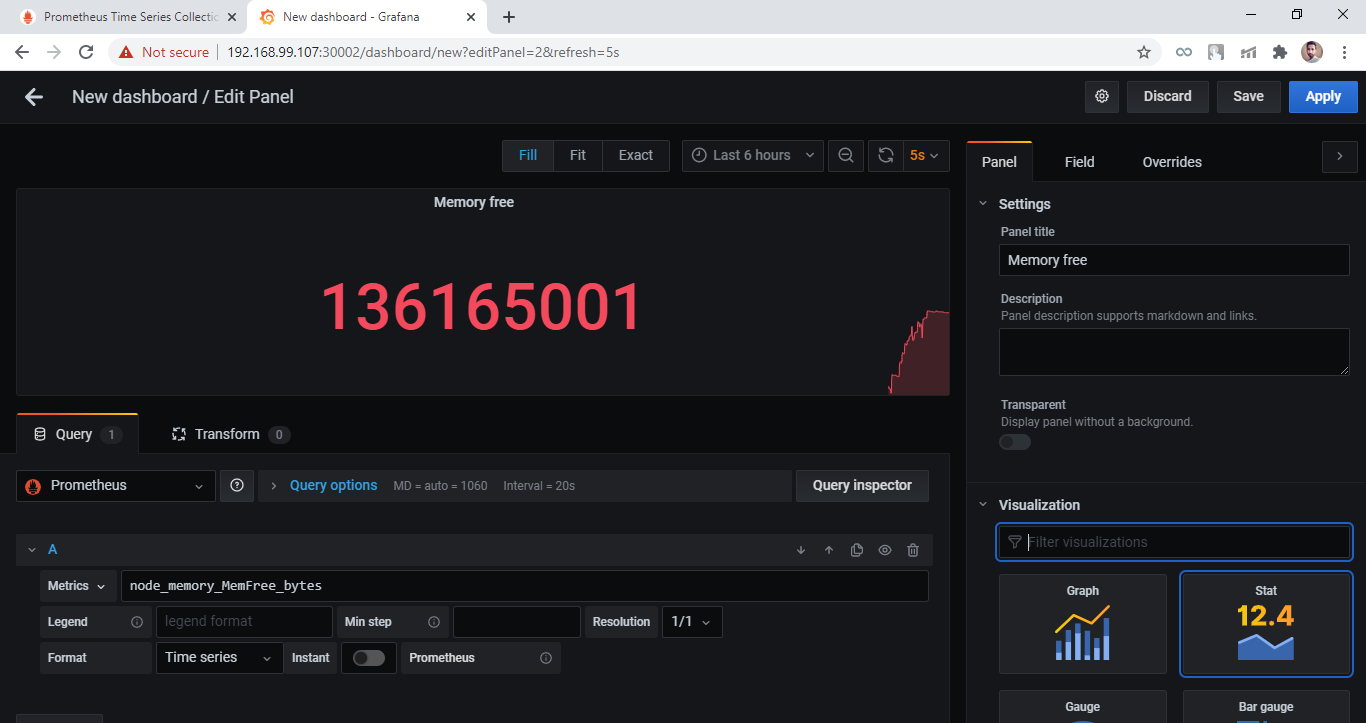 Prometheus Time Series Collectio
New dashboard - Grafana
Not secure
192.168.99.107:30002/dashboard/new?editPanel=2&refresh=5s
New dashboard / Edit Panel
Discard
Save
Apply
Fill
Fit
Exact
Last 6 hours
5s
Panel
Field
Overrides
Memory free
136165001
Settings
Panel title
Memory free
Description
Panel description supports markdown and links.
Transparent
Display panel without a background.
Query 1
Transform 0
Prometheus
Query options
MD = auto = 1060
Interval = 20s
Query inspector
A
Metrics
node_memory_MemFree_bytes
Legend
legend format
Min step
Resolution
1/1
Format
Time series
Instant
Prometheus
Visualization
Filter visualizations
Graph
Stat
12.4
Gauge
Bar gauge